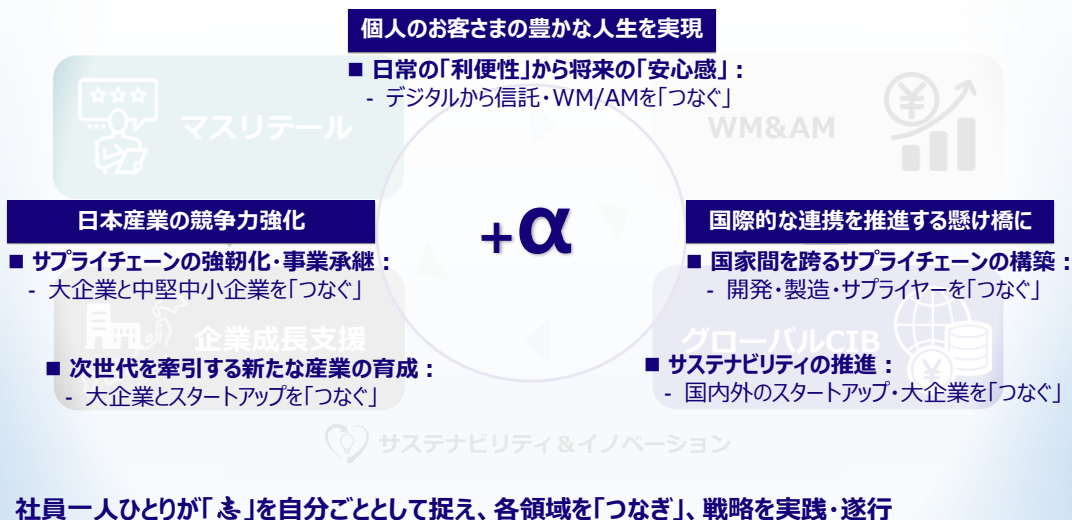 個人のお客さまの豊かな人生を実現
■ 日常の「利便性」から将来の「安心感」：
- デジタルから信託・WM/AMを「つなぐ」
マスリテール
WM&AM
+α
日本産業の競争力強化
■ サプライチェーンの強靭化・事業承継：
- 大企業と中堅中小企業を「つなぐ」
企業成長支援
■ 次世代を牽引する新たな産業の育成：
- 大企業とスタートアップを「つなぐ」
国際的な連携を推進する懸け橋に
■ 国家間を跨るサプライチェーンの構築：
- 開発・製造・サプライヤーを「つなぐ」
グローバルCIB
■ サステナビリティの推進：
- 国内外のスタートアップ・大企業を「つなぐ」
サステナビリティ＆イノベーション
社員一人ひとりが「志」を自分ごととして捉え、各領域を「つなぎ」、戦略を実践・遂行